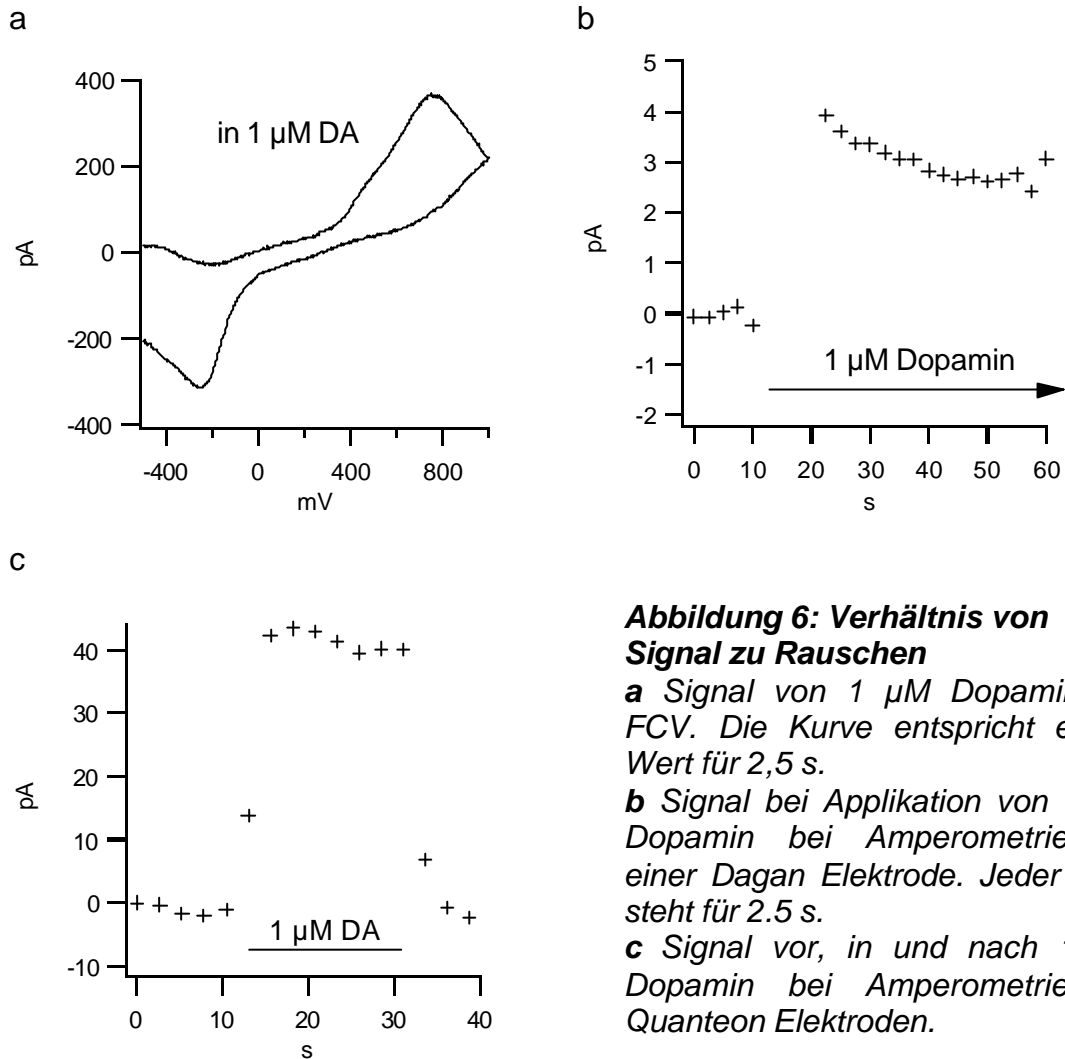 a
400
200
0
-200
-400
pA
in 1 µM DA
-400
0
400
800
mV
b
5
4
3
2
1
0
-1
-2
pA
1 µM Dopamin
0
10
20
30
40
50
60
s
c
40
30
20
10
0
-10
pA
1 µM DA
0
10
20
30
40
s
Abbildung 6: Verhältnis von
Signal zu Rauschen
a Signal von 1 µM Dopamin
FCV. Die Kurve entspricht
Wert für 2,5 s.
b Signal bei Applikation von
Dopamin bei Amperometrie
einer Dagan Elektrode. Jeder
steht für 2.5 s.
c Signal vor, in und nach
Dopamin bei Amperometrie
Quanteon Elektroden.